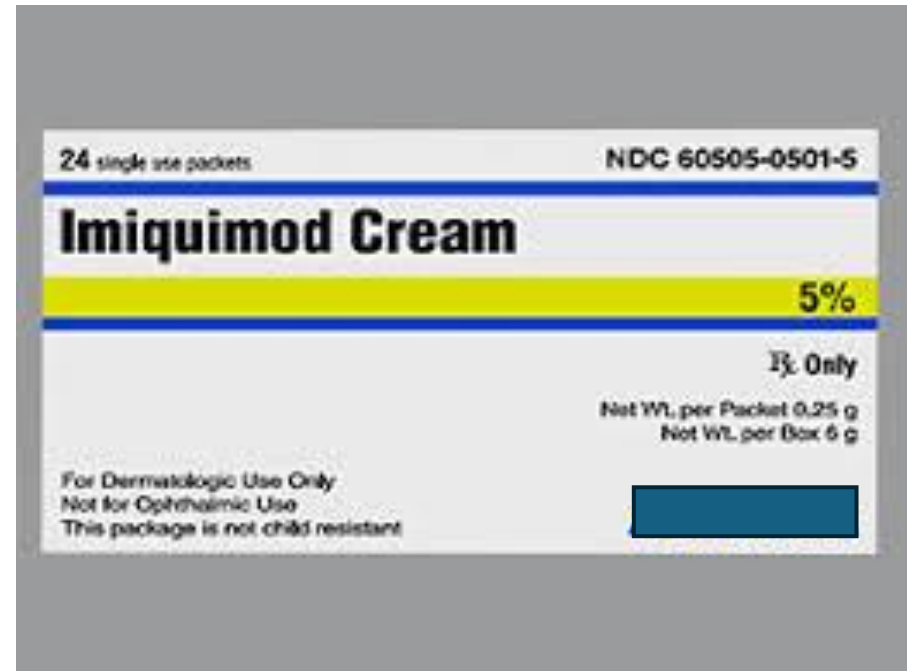 24 single use packets
NDC 60505-0501-5
Imiquimod Cream
5%
Rx Only
Net Wt. per Packet 0.25 g
Net Wt. per Box 6 g
For Dermatologic Use Only
Not for Ophthalmic Use
This package is not child resistant